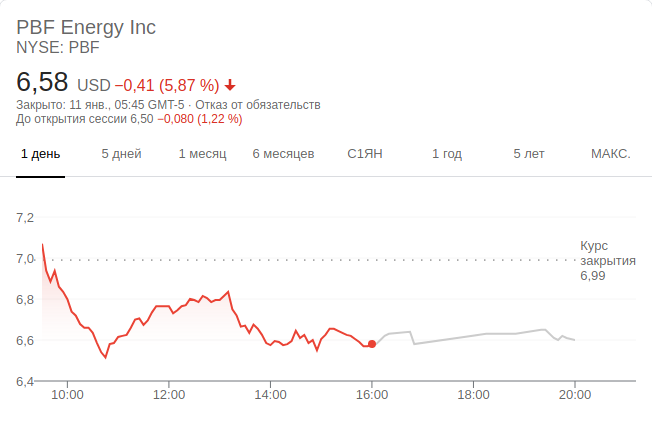 PBF Energy Inc
NYSE: PBF
6,58 USD −0,41 (5,87 %)
Закрыто: 11 янв., 05:45 GMT-5 · Отказ от обязательств
До открытия сессии 6,50 −0,080 (1,22 %)
1 день 5 дней 1 месяц 6 месяцев С1ЯН 1 год 5 лет МАКС.
7,2
Курс
7,0 закрытия
6,99
6,8
6,6
6,4
10:00 12:00 14:00 16:00 18:00 20:00